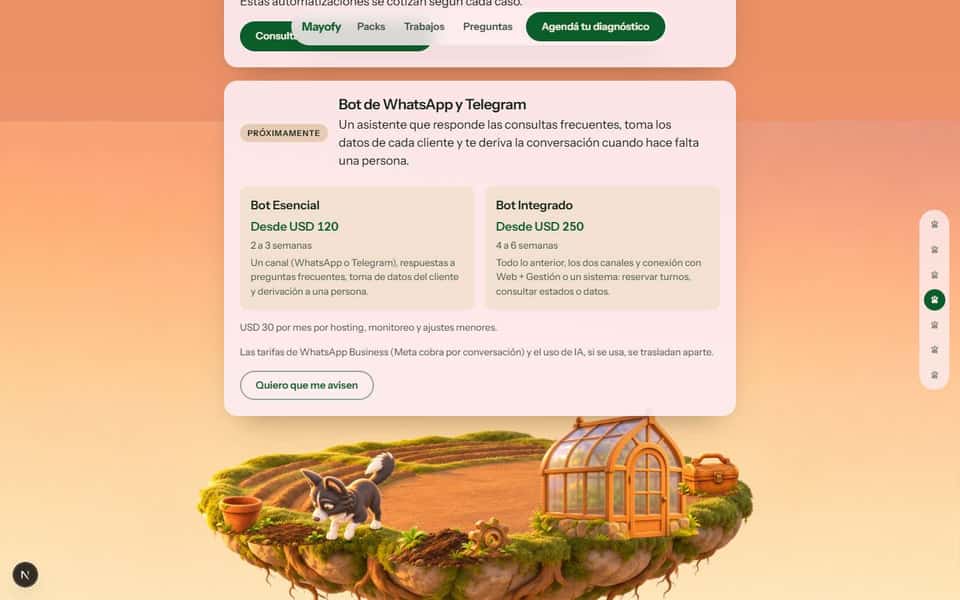 Estas automatizaciones se cotizan según cada caso.
Mayofy Packs Trabajos Preguntas Agendá tu diagnóstico
Bot de WhatsApp y Telegram
PRÓXIMAMENTE
Un asistente que responde las consultas frecuentes, toma los
datos de cada cliente y te deriva la conversación cuando hace falta
una persona.
Bot Esencial
Desde USD 120
2 a 3 semanas
Un canal (WhatsApp o Telegram), respuestas a
preguntas frecuentes, toma de datos del cliente
y derivación a una persona.
Bot Integrado
Desde USD 250
4 a 6 semanas
Todo lo anterior, los dos canales y conexión con
Web + Gestión o un sistema: reservar turnos,
consultar estados o datos.
USD 30 por mes por hosting, monitoreo y ajustes menores.
Las tarifas de WhatsApp Business (Meta cobra por conversación) y el uso de IA, si se usa, se trasladan aparte.
Quiero que me avisen
N